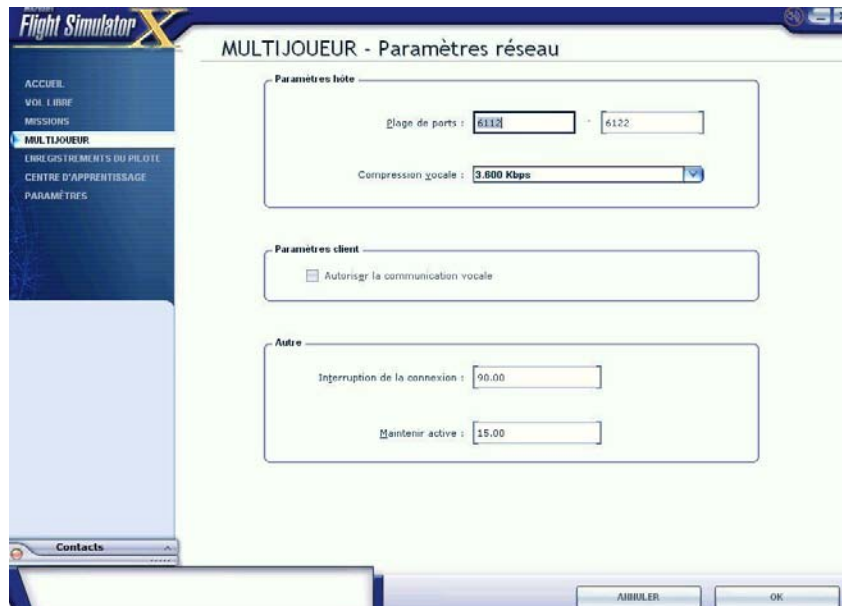 Microsoft
Flight Simulator X
MULTIJOUEUR - Paramètres réseau
ACCUEIL
VOL LIBRE
MISSIONS
MULTIJOUEUR
ENREGISTREMENTS DU PILOTE
CENTRE D'APPRENTISSAGE
PARAMÈTRES
Paramètres hôte
Plage de ports : 6112 - 6122
Compression vocale : 3.600 Kbps
Paramètres client
Autoriser la communication vocale
Autre
Interruption de la connexion : 90.00
Maintenir active : 15.00
Contacts
ANNULER
OK